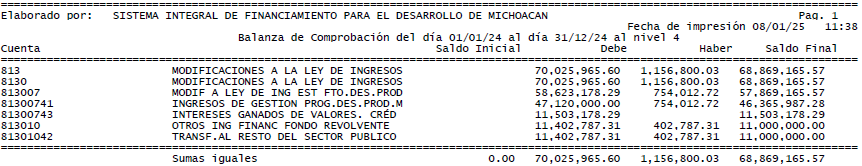 Elaborado por: SISTEMA INTEGRAL DE FINANCIAMIENTO PARA EL DESARROLLO DE MICHOACAN Pag. 1
Fecha de impresión 08/01/25 11:38
Balanza de Comprobación del día 01/01/24 al día 31/12/24 al nivel 4
Cuenta Saldo Inicial Debe Haber Saldo Final
813 MODIFICACIONES A LA LEY DE INGRESOS 70,025,965.60 1,156,800.03 68,869,165.57
8130 MODIFICACIONES A LA LEY DE INGRESOS 70,025,965.60 1,156,800.03 68,869,165.57
813007 MODIF A LEY DE ING EST FTO.DES.PROD 58,623,178.29 754,012.72 57,869,165.57
81300741 INGRESOS DE GESTION PROG.DES.PROD.M 47,120,000.00 754,012.72 46,365,987.28
81300743 INTERESES GANADOS DE VALORES. CRÉD 11,503,178.29 11,503,178.29
813010 OTROS ING FINANC FONDO REVOLVENTE 11,402,787.31 402,787.31 11,000,000.00
81301042 TRANSF.AL RESTO DEL SECTOR PUBLICO 11,402,787.31 402,787.31 11,000,000.00
Sumas iguales 0.00 70,025,965.60 1,156,800.03 68,869,165.57